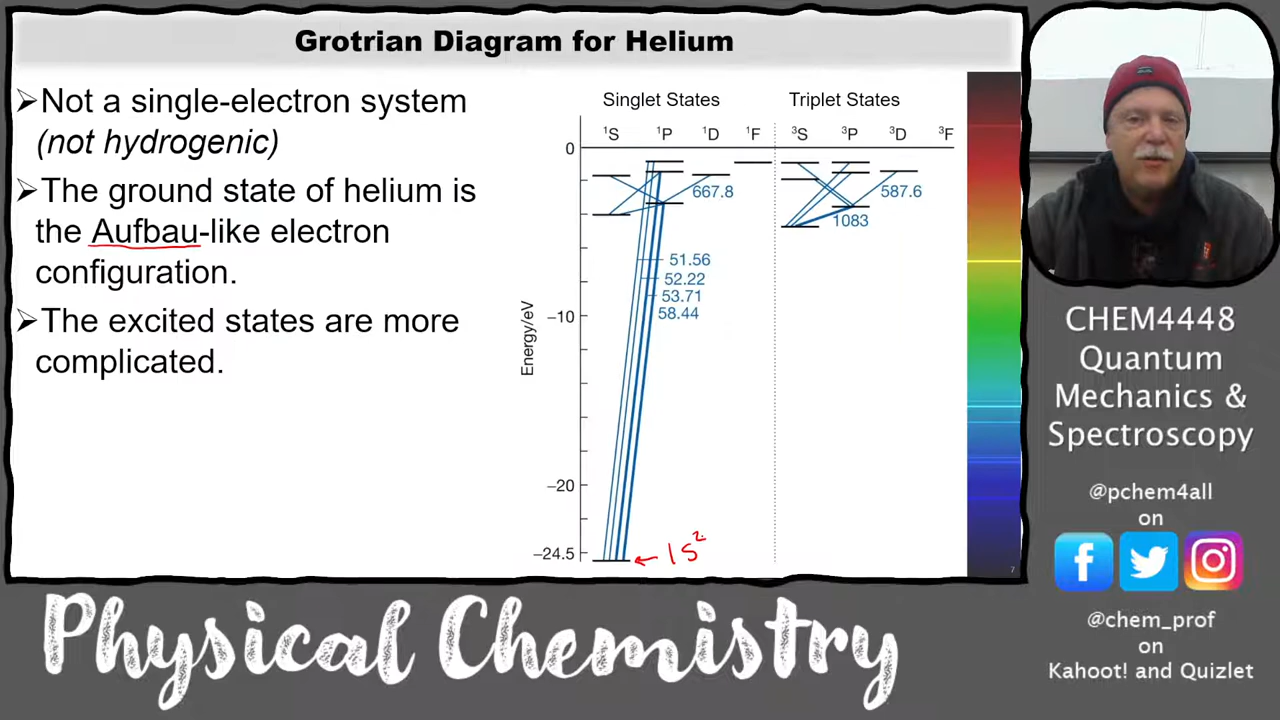 Grotrian Diagram for Helium
➢Not a single-electron system
(not hydrogenic)
➢The ground state of helium is
the Aufbau-like electron
configuration.
➢The excited states are more
complicated.
Singlet States
Triplet States
¹S ¹P ¹D ¹F
³S ³P ³D ³F
0
667.8
587.6
1083
51.56
52.22
53.71
58.44
Energy/eV
–10
–20
–24.5
← 1S²
7
CHEM4448
Quantum
Mechanics &
Spectroscopy
@pchem4all
on
@chem_prof
on
Kahoot! and Quizlet
Physical Chemistry